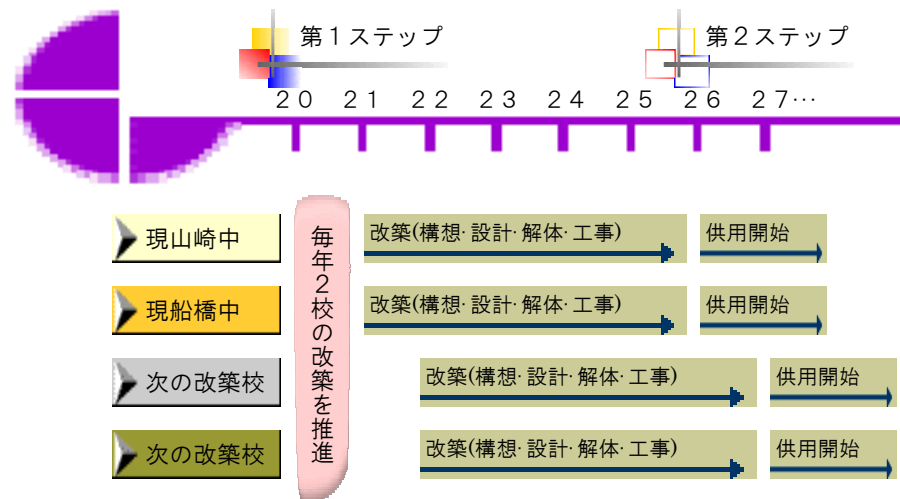 第１ステップ
第２ステップ
２０ ２１ ２２ ２３ ２４ ２５ ２６ ２７…
毎年２校の改築を推進
現山崎中
改築(構想･設計･解体･工事)
供用開始
現船橋中
改築(構想･設計･解体･工事)
供用開始
次の改築校
改築(構想･設計･解体･工事)
供用開始
次の改築校
改築(構想･設計･解体･工事)
供用開始